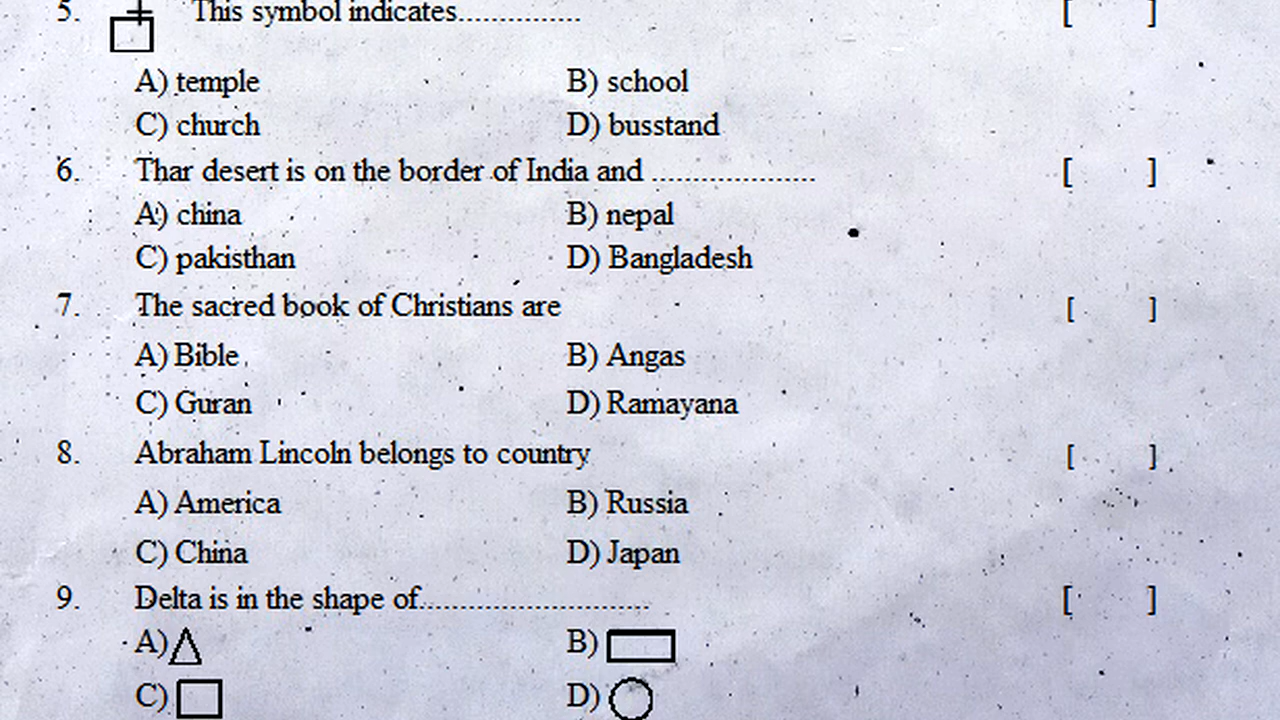 5. This symbol indicates............... [ ]
A) temple B) school
C) church D) busstand
6. Thar desert is on the border of India and .................... [ ]
A) china B) nepal
C) pakisthan D) Bangladesh
7. The sacred book of Christians are [ ]
A) Bible B) Angas
C) Guran D) Ramayana
8. Abraham Lincoln belongs to country [ ]
A) America B) Russia
C) China D) Japan
9. Delta is in the shape of............................ [ ]
A) B)
C) D)